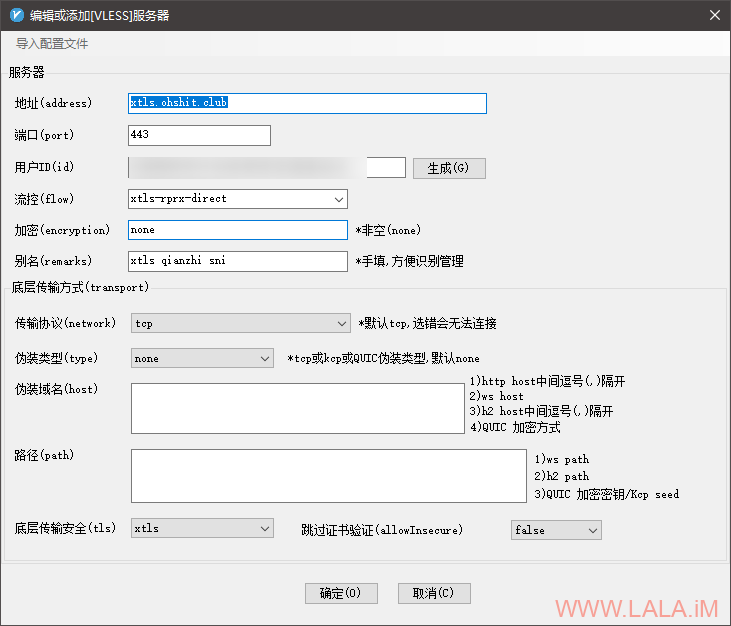 编辑或添加[VLESS]服务器
导入配置文件
服务器
地址(address) xtls.ohshit.club
端口(port) 443
用户ID(id) 生成(G)
流控(flow) xtls-rprx-direct
加密(encryption) none *非空(none)
别名(remarks) xtls qianzhi sni *手填,方便识别管理
底层传输方式(transport)
传输协议(network) tcp *默认tcp,选错会无法连接
伪装类型(type) none *tcp或kcp或QUIC伪装类型,默认none
伪装域名(host)
1)http host中间逗号(,)隔开
2)ws host
3)h2 host中间逗号(,)隔开
4)QUIC 加密方式
路径(path)
1)ws path
2)h2 path
3)QUIC 加密密钥/Kcp seed
底层传输安全(tls) xtls 跳过证书验证(allowInsecure) false
确定(O) 取消(C)
WWW.LALA.iM